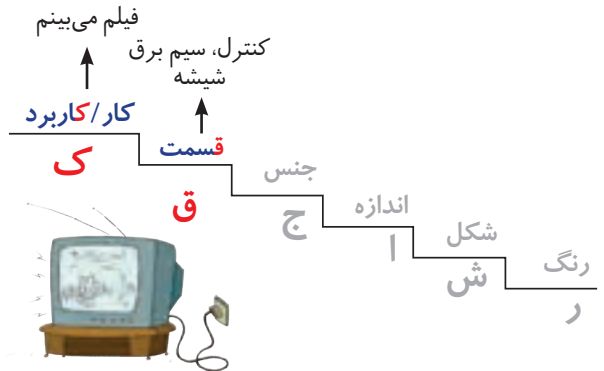 فیلم می‌بینم
کنترل، سیم برق
شیشه
کار/کاربرد
ک
قسمت
ق
جنس
ج
اندازه
ا
شکل
ش
رنگ
ر